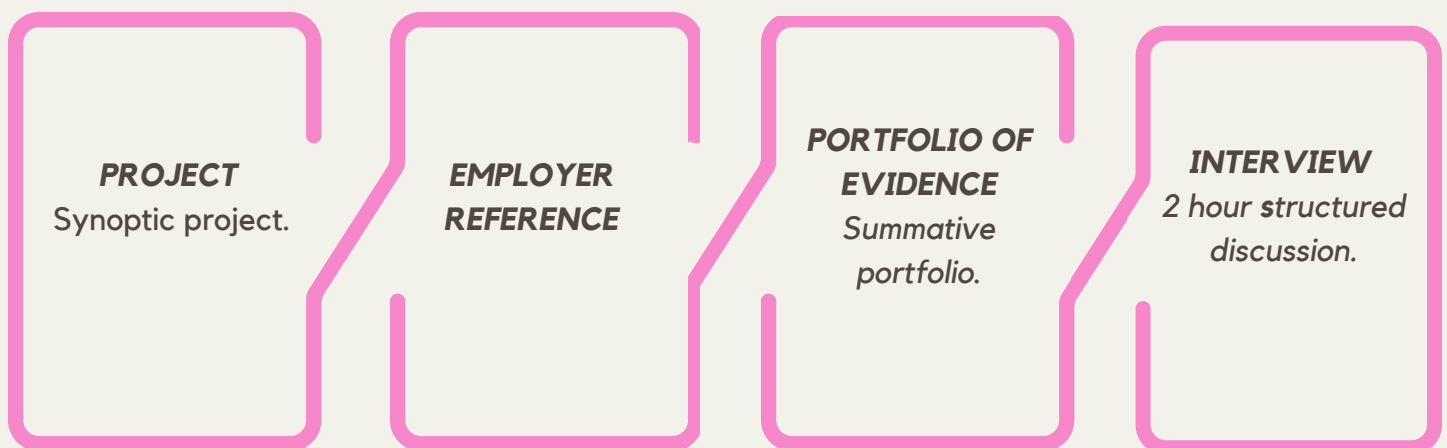 PROJECT
Synoptic project.
EMPLOYER
REFERENCE
PORTFOLIO OF
EVIDENCE
Summative
portfolio.
INTERVIEW
2 hour structured
discussion.